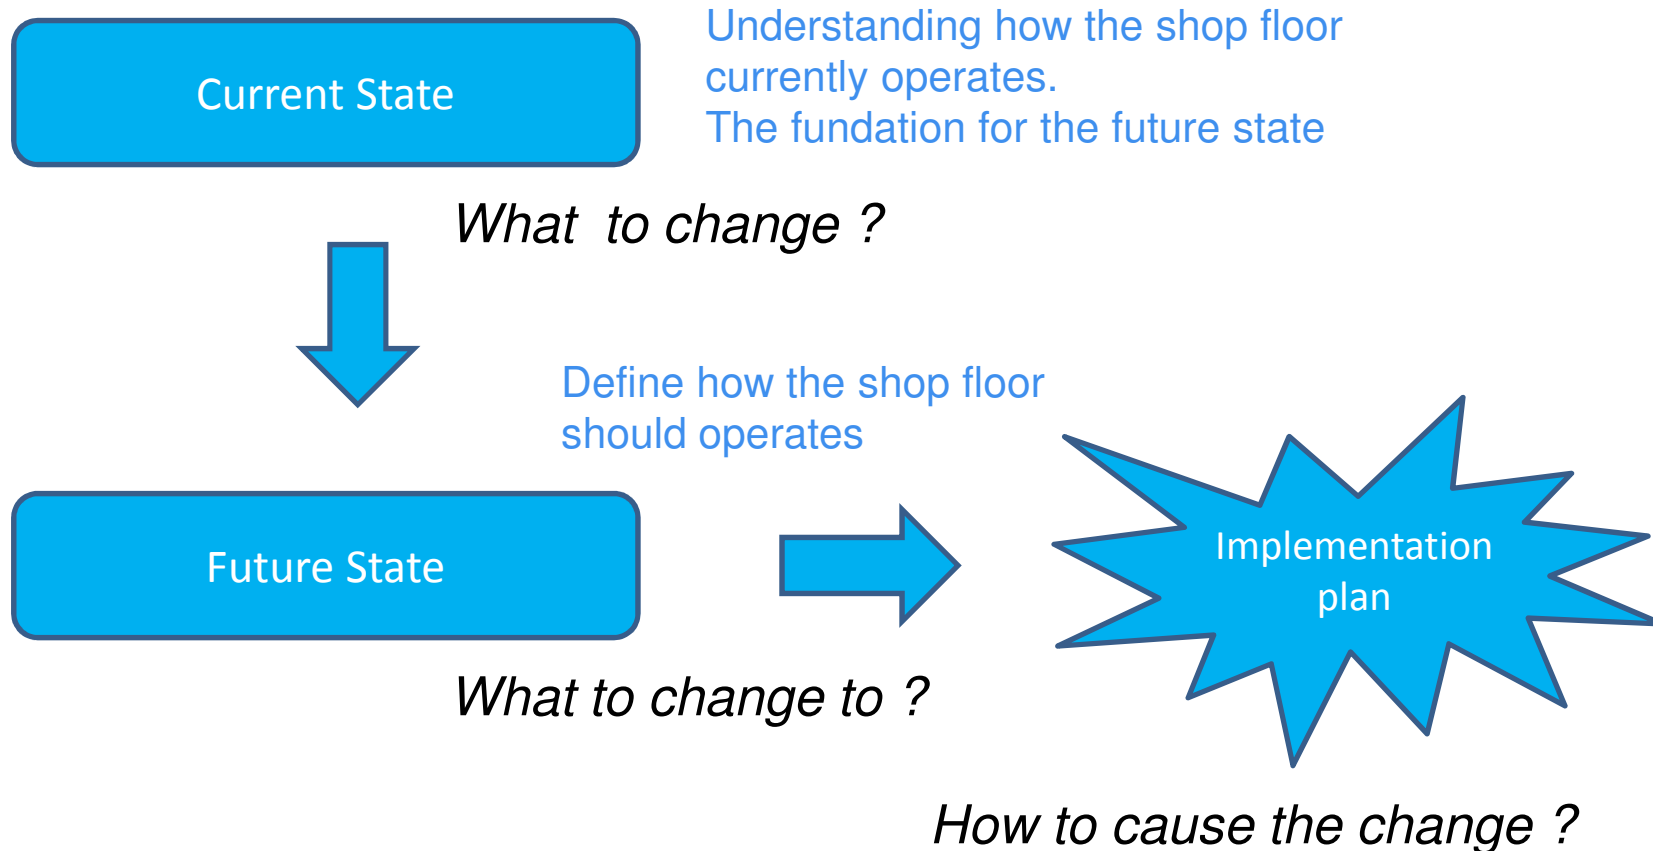 Current State
Understanding how the shop floor
currently operates.
The fundation for the future state
What  to change ?
Define how the shop floor
should operates
Future State
Implementation
plan
What to change to ?
How to cause the change ?